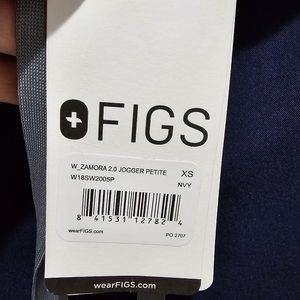 FIGS
W_ZAMORA 2.0 JOGGER PETITE XS
W18SW2005P NVY
8 41531 12782 4
wearFIGS.com PO 2707
wearFIGS.com